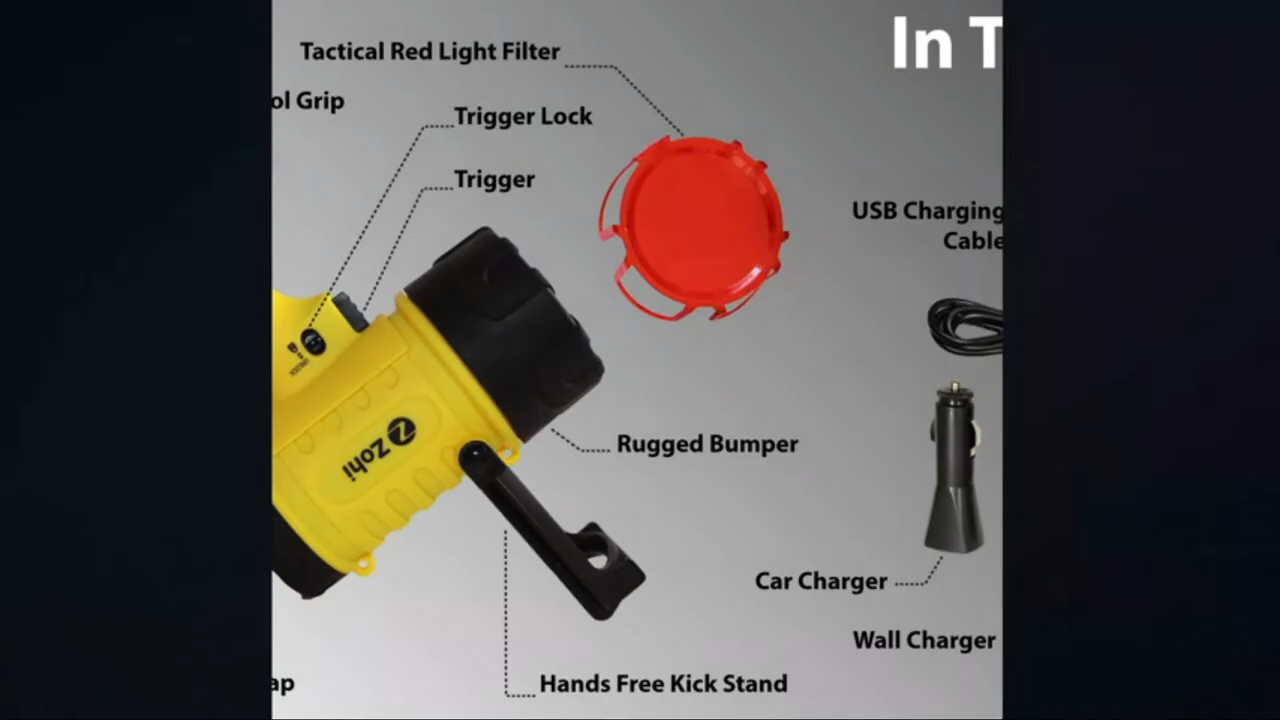 In T
Tactical Red Light Filter
ol Grip
Trigger Lock
Trigger
USB Charging
Cable
UNLOCK
Zohi
Rugged Bumper
Car Charger
Wall Charger
ap
Hands Free Kick Stand